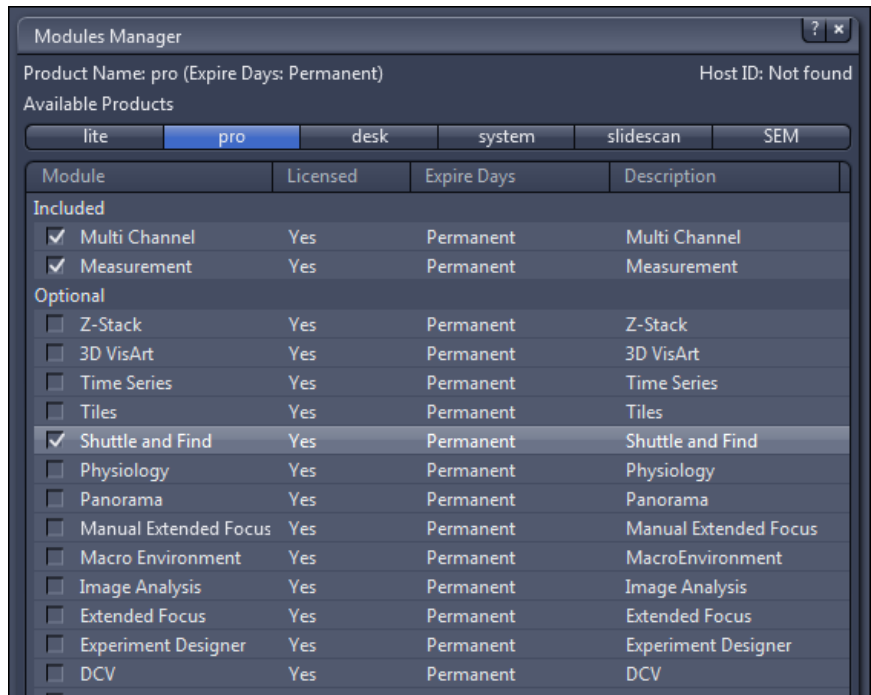 Modules Manager ? ×
Product Name: pro (Expire Days: Permanent) Host ID: Not found
Available Products
lite pro desk system slidescan SEM
Module Licensed Expire Days Description
Included
Multi Channel Yes Permanent Multi Channel
Measurement Yes Permanent Measurement
Optional
Z-Stack Yes Permanent Z-Stack
3D VisArt Yes Permanent 3D VisArt
Time Series Yes Permanent Time Series
Tiles Yes Permanent Tiles
Shuttle and Find Yes Permanent Shuttle and Find
Physiology Yes Permanent Physiology
Panorama Yes Permanent Panorama
Manual Extended Focus Yes Permanent Manual Extended Focus
Macro Environment Yes Permanent MacroEnvironment
Image Analysis Yes Permanent Image Analysis
Extended Focus Yes Permanent Extended Focus
Experiment Designer Yes Permanent Experiment Designer
DCV Yes Permanent DCV